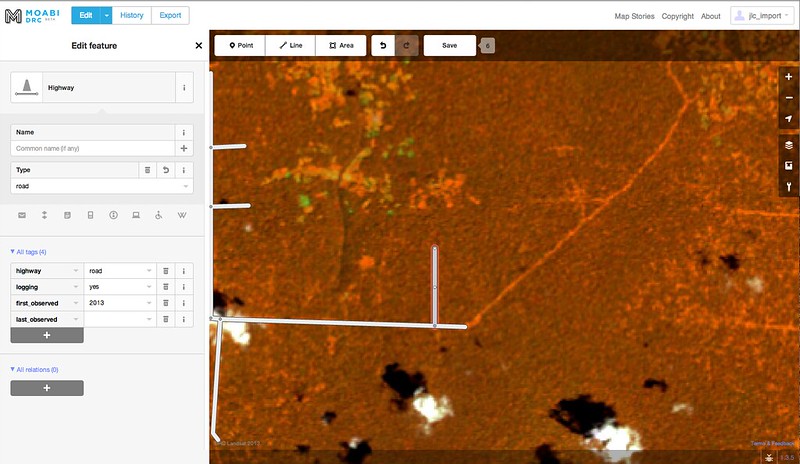 MOABI
DRC BETA
Edit
History
Export
Map Stories
Copyright
About
jlc_import
Edit feature
Point
Line
Area
Save
6
Highway
Name
Common name (if any)
Type
road
All tags (4)
highway road
logging yes
first_observed 2013
last_observed
All relations (0)
Landsat 2013
Terms & Feedback
1.3.5